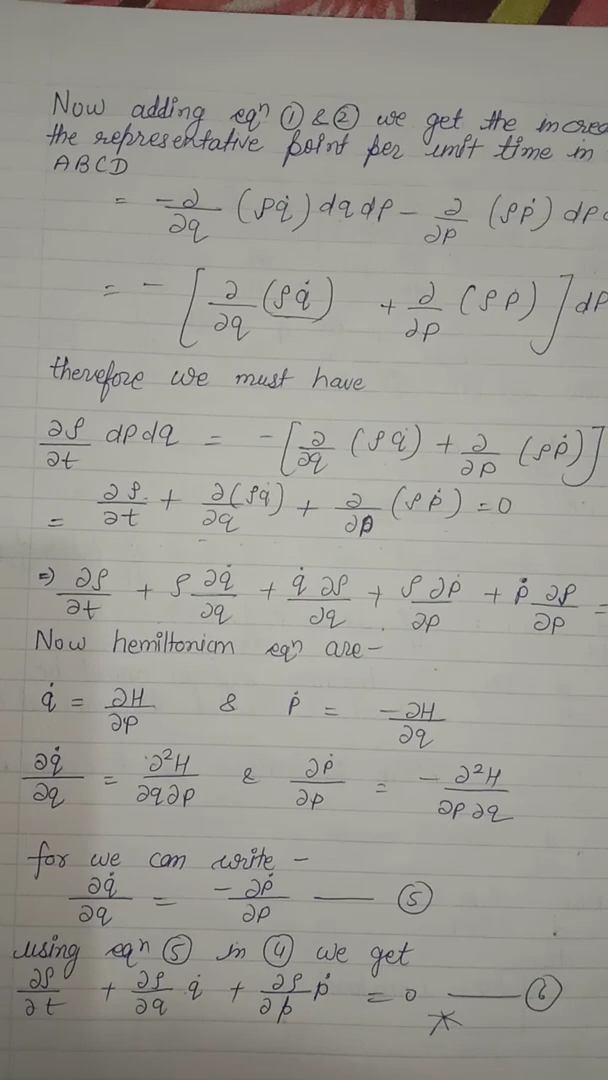 Now adding eqⁿ ① & ② we get the increa
the representative point per unit time in
ABCD
= -∂/∂q (ρq̇) dq dp - ∂/∂p (ρṗ) dp
= - [∂/∂q (ρq̇) + ∂/∂p (ρṗ)] dp
therefore we must have
∂ρ/∂t dp dq = -[∂/∂q (ρq̇) + ∂/∂p (ρṗ)]
= ∂ρ/∂t + ∂(ρq̇)/∂q + ∂/∂p (ρṗ) = 0
⇒ ∂ρ/∂t + ρ ∂q̇/∂q + q̇ ∂ρ/∂q + ρ ∂ṗ/∂p + ṗ ∂ρ/∂p =
Now hemiltonian eqⁿ are-
q̇ = ∂H/∂p & ṗ = -∂H/∂q
∂q̇/∂q = ∂²H/∂q∂p & ∂ṗ/∂p = - ∂²H/∂p∂q
for we can write -
∂q̇/∂q = -∂ṗ/∂p — ⑤
using eqⁿ ⑤ in ④ we get
∂ρ/∂t + ∂ρ/∂q q̇ + ∂ρ/∂p ṗ = 0 — ⑥